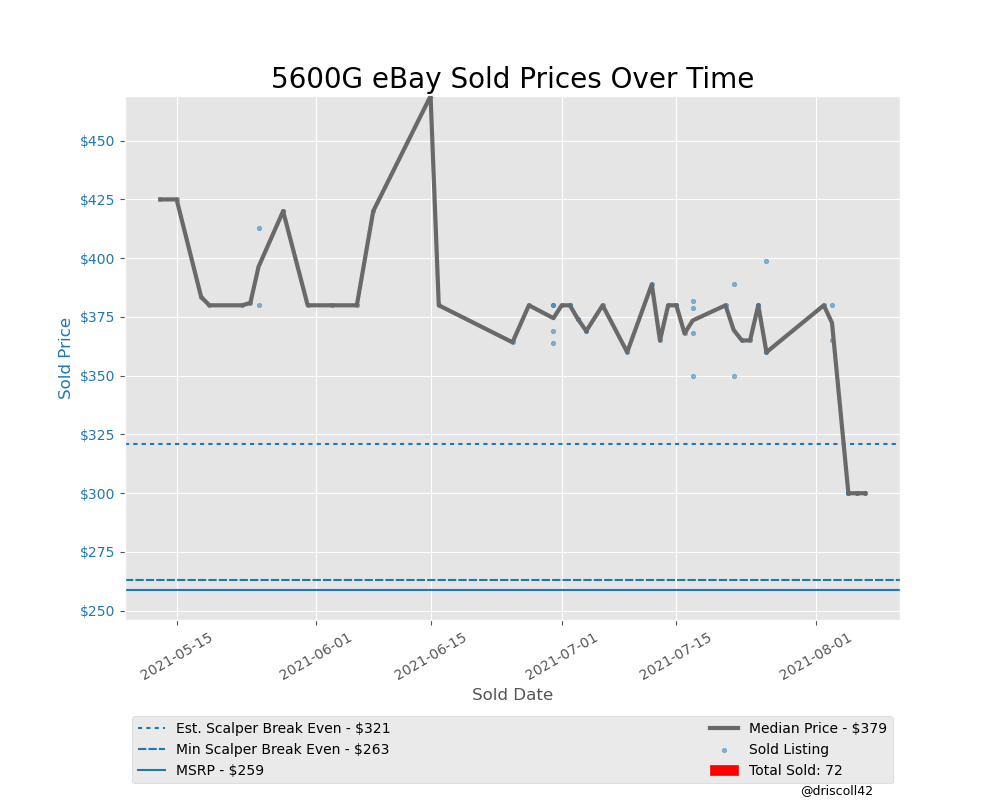 5600G eBay Sold Prices Over Time
$450
$425
$400
$375
$350
$325
$300
$275
$250
Sold Price
2021-05-15
2021-06-01
2021-06-15
2021-07-01
2021-07-15
2021-08-01
Sold Date
Est. Scalper Break Even - $321
Min Scalper Break Even - $263
MSRP - $259
Median Price - $379
Sold Listing
Total Sold: 72
@driscoll42